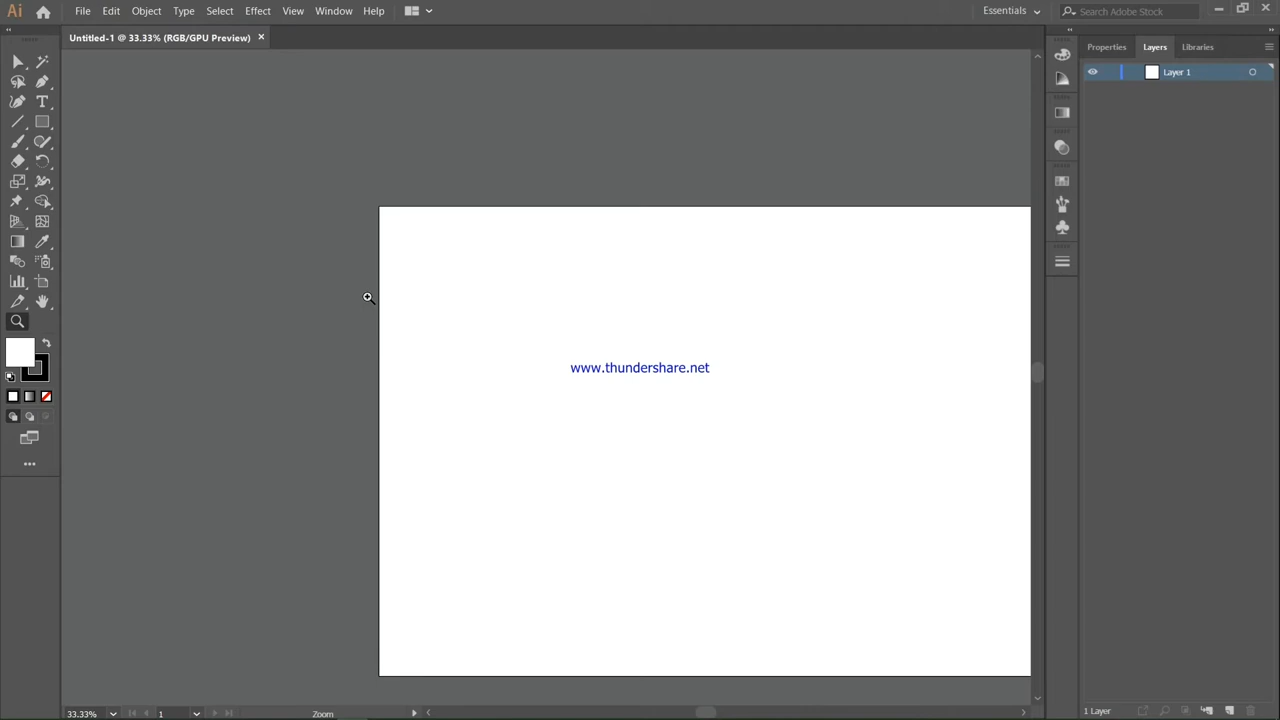 Ai File Edit Object Type Select Effect View Window Help Essentials Search Adobe Stock
Untitled-1 @ 33.33% (RGB/GPU Preview) ×
Properties Layers Libraries
Layer 1
T
www.thundershare.net
33.33% 1 Zoom
1 Layer